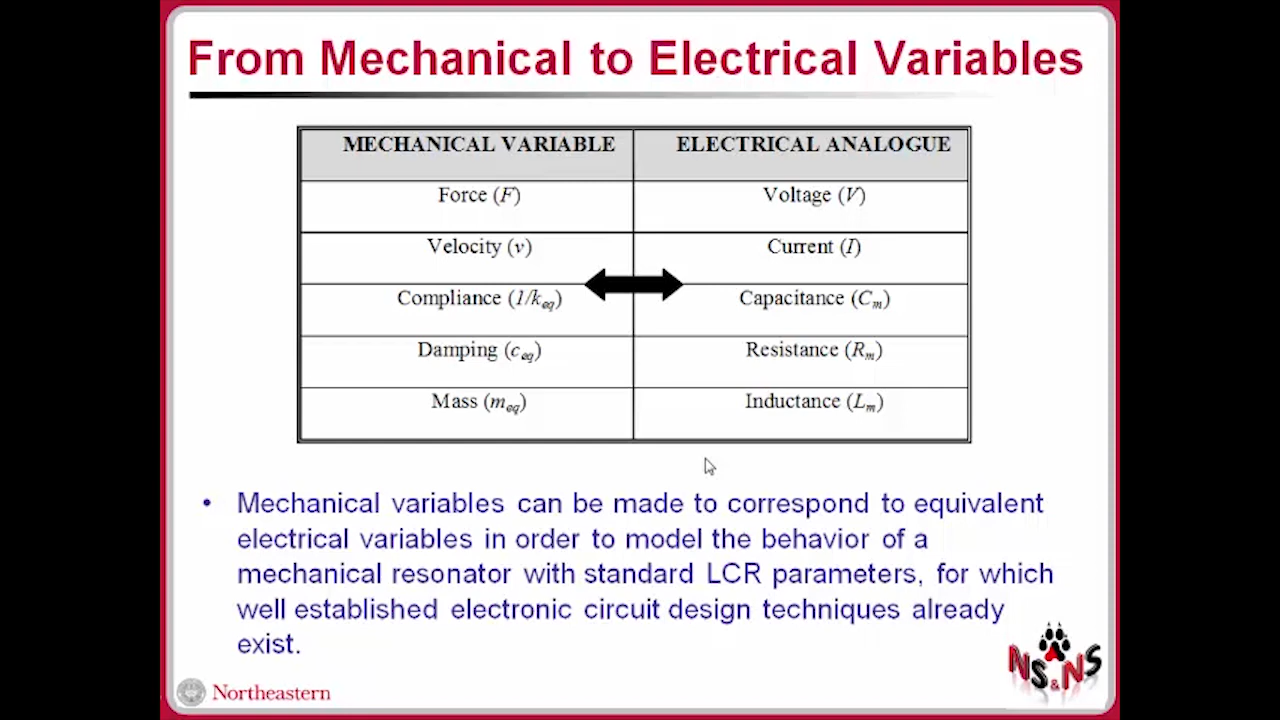 From Mechanical to Electrical Variables
MECHANICAL VARIABLE ELECTRICAL ANALOGUE
Force (F) Voltage (V)
Velocity (v) Current (I)
Compliance (1/keq) Capacitance (Cm)
Damping (ceq) Resistance (Rm)
Mass (meq) Inductance (Lm)
• Mechanical variables can be made to correspond to equivalent
electrical variables in order to model the behavior of a
mechanical resonator with standard LCR parameters, for which
well established electronic circuit design techniques already
exist.
NS&NS
Northeastern